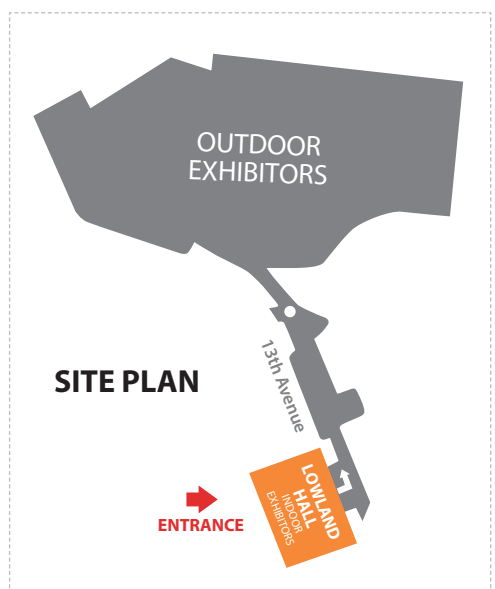 OUTDOOR
EXHIBITORS
13th Avenue
SITE PLAN
LOWLAND
HALL
INDOOR
EXHIBITORS
ENTRANCE